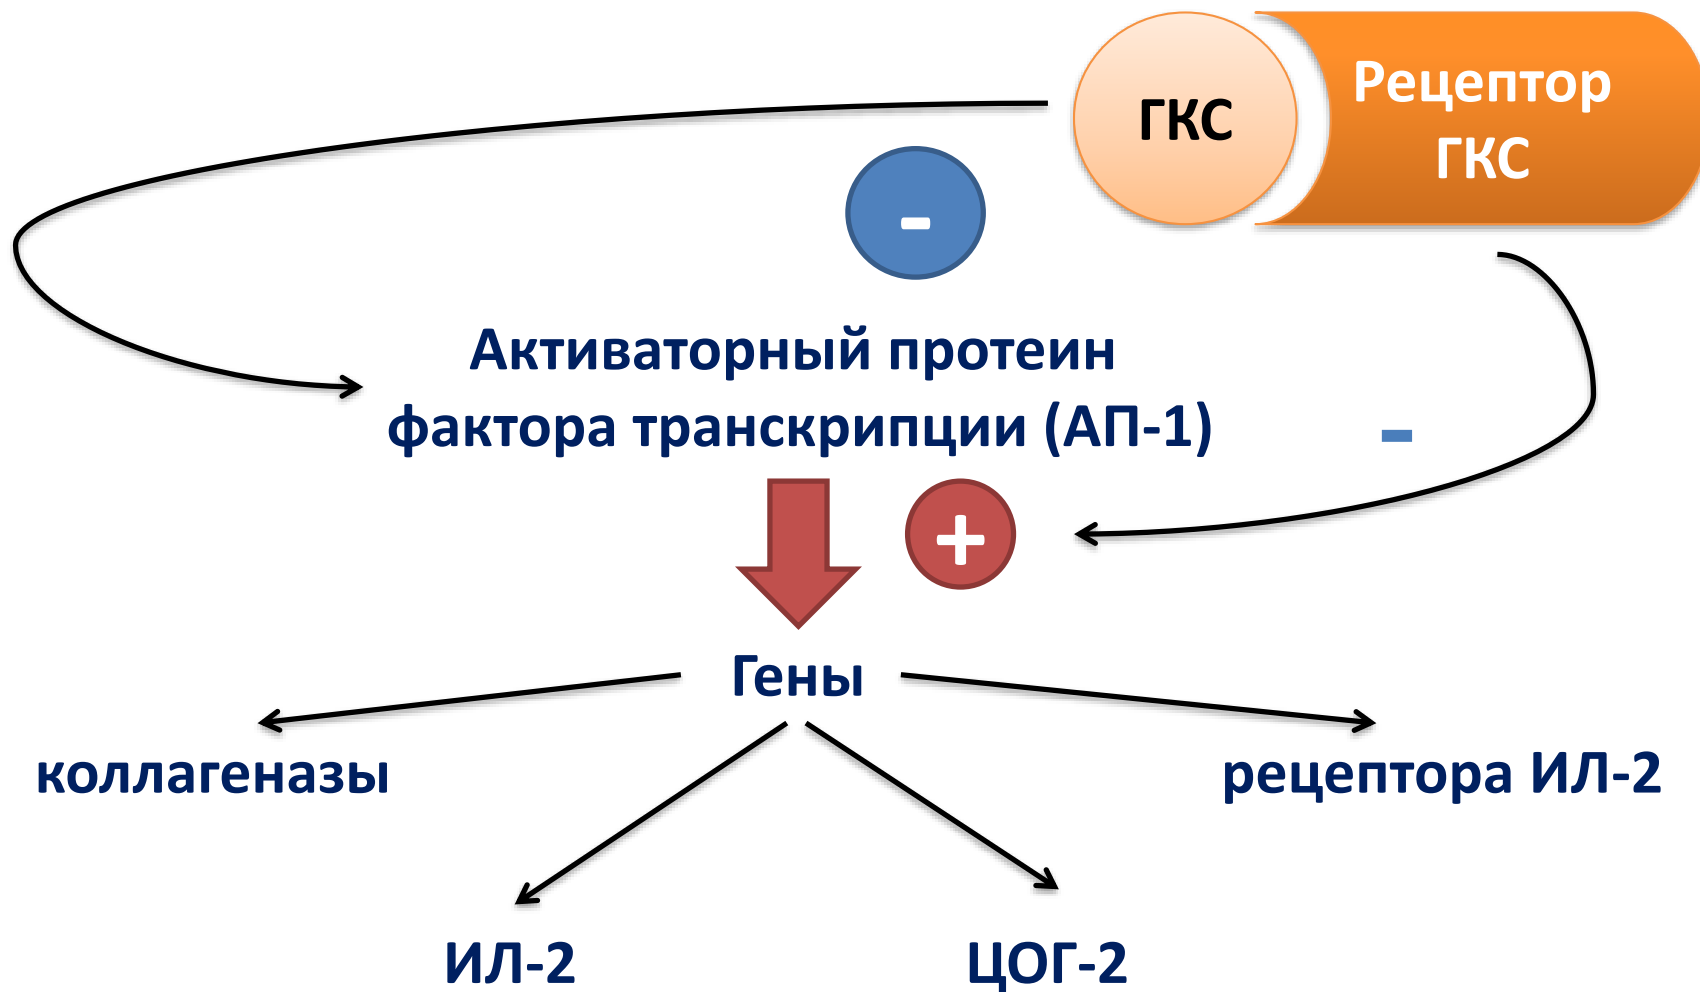 ГКС
Рецептор
ГКС
-
Активаторный протеин
фактора транскрипции (АП-1)
-
+
Гены
коллагеназы
рецептора ИЛ-2
ИЛ-2
ЦОГ-2